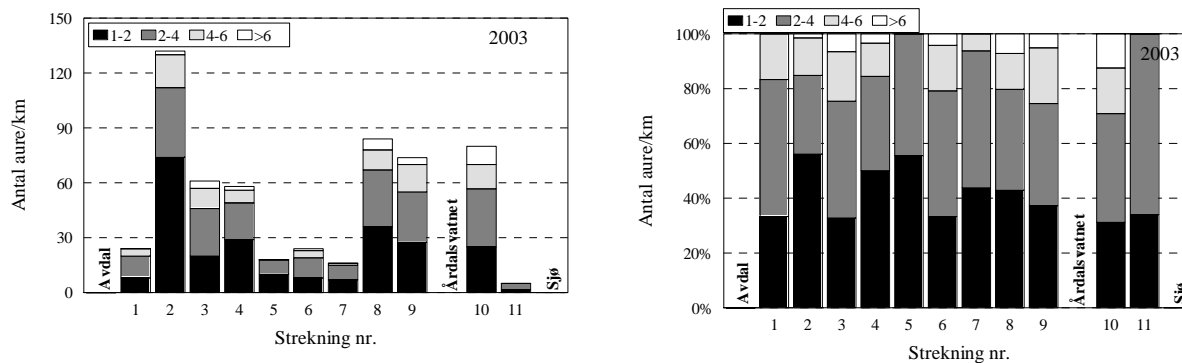 150
120
90
60
30
0
Antal aure/km
1-2 2-4 4-6 >6
2003
Avdal
Årdalsvatnet
Sjø
1 2 3 4 5 6 7 8 9 10 11
Strekning nr.
100%
80%
60%
40%
20%
0%
Antal aure/km
1-2 2-4 4-6 >6
2003
Avdal
Årdalsvatnet
Sjø
1 2 3 4 5 6 7 8 9 10 11
Strekning nr.